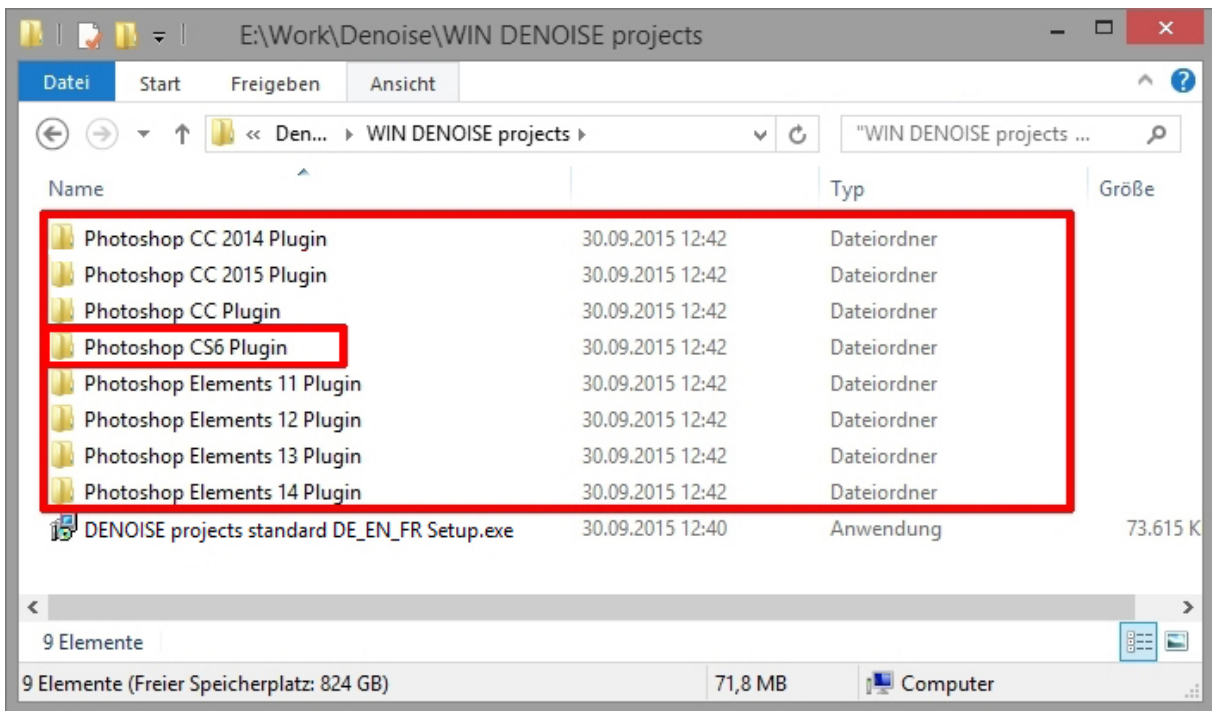 E:\Work\Denoise\WIN DENOISE projects
Datei Start Freigeben Ansicht
« Den... WIN DENOISE projects "WIN DENOISE projects ...
Name Typ Größe
Photoshop CC 2014 Plugin 30.09.2015 12:42 Dateiordner
Photoshop CC 2015 Plugin 30.09.2015 12:42 Dateiordner
Photoshop CC Plugin 30.09.2015 12:42 Dateiordner
Photoshop CS6 Plugin 30.09.2015 12:42 Dateiordner
Photoshop Elements 11 Plugin 30.09.2015 12:42 Dateiordner
Photoshop Elements 12 Plugin 30.09.2015 12:42 Dateiordner
Photoshop Elements 13 Plugin 30.09.2015 12:42 Dateiordner
Photoshop Elements 14 Plugin 30.09.2015 12:42 Dateiordner
DENOISE projects standard DE_EN_FR Setup.exe 30.09.2015 12:40 Anwendung 73.615 K
9 Elemente
9 Elemente (Freier Speicherplatz: 824 GB) 71,8 MB Computer